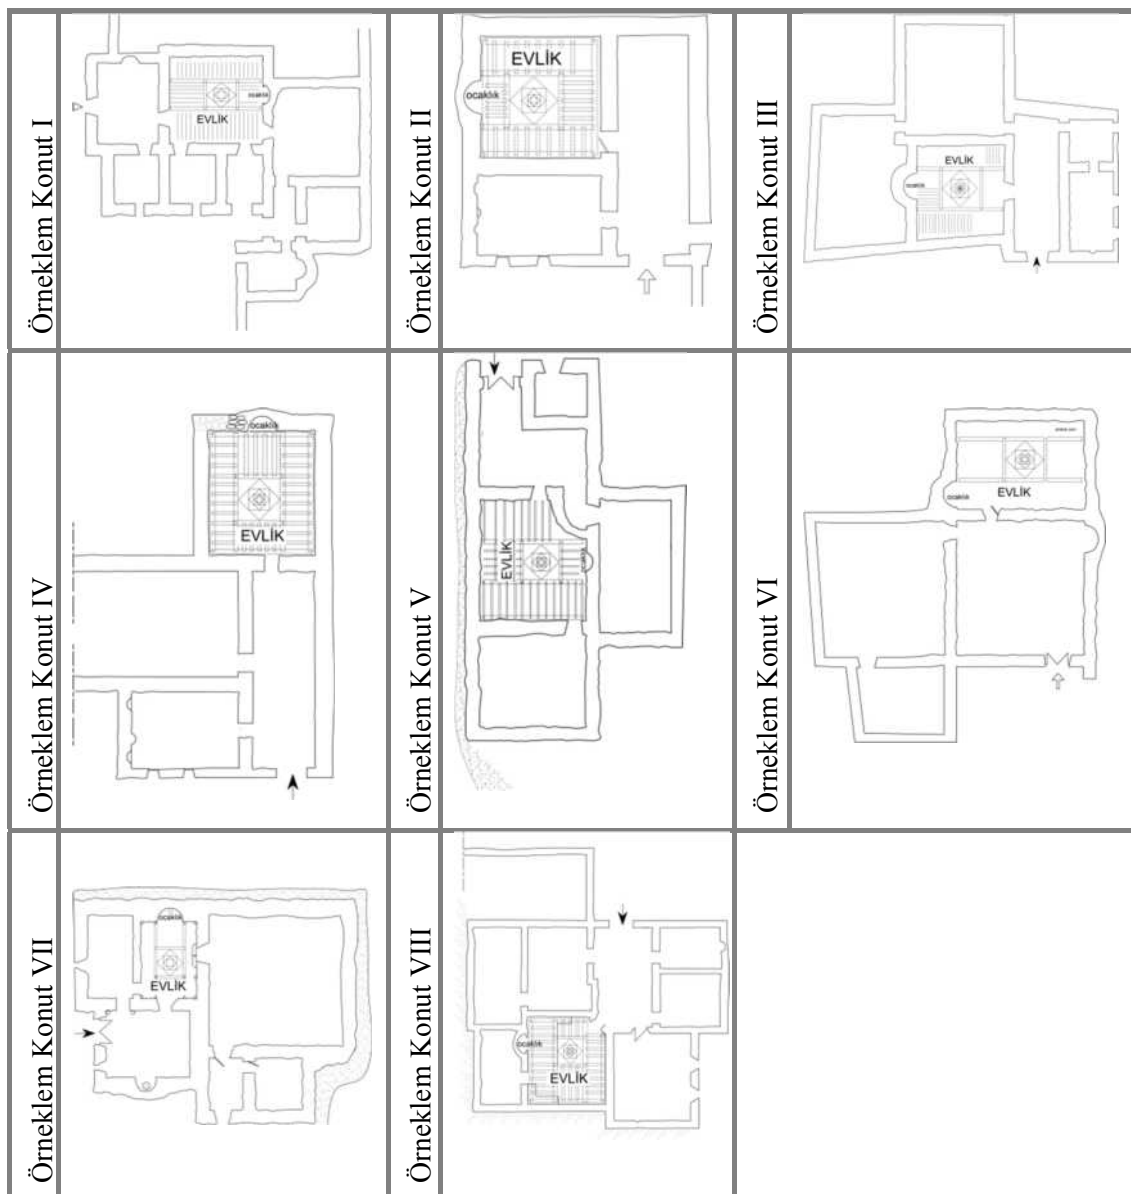 Örneklem Konut I
ocaklık
EVLİK
Örneklem Konut II
EVLİK
ocaklık
Örneklem Konut III
EVLİK
ocaklık
Örneklem Konut IV
ocaklık
EVLİK
Örneklem Konut V
EVLİK
ocaklık
Örneklem Konut VI
ocaklık
EVLİK
Örneklem Konut VII
ocaklık
EVLİK
Örneklem Konut VIII
ocaklık
EVLİK